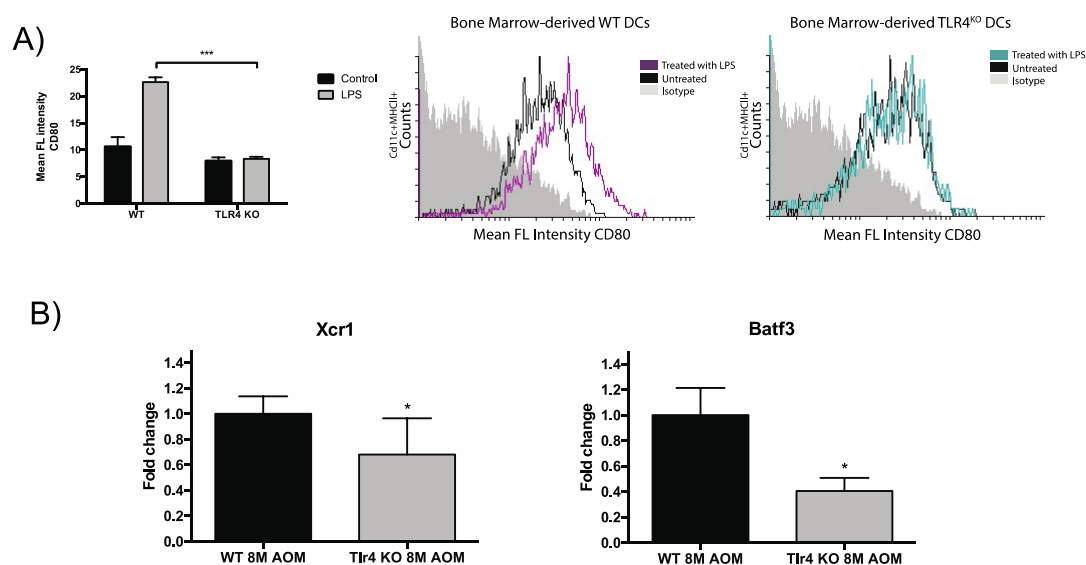 A)
Mean FL intensity
CD80
25
20
15
10
5
0
***
WT
TLR4 KO
Control
LPS
Bone Marrow-derived WT DCs
Cd11c+MHCII+
Counts
Treated with LPS
Untreated
Isotype
Mean FL Intensity CD80
Bone Marrow-derived TLR4KO DCs
Cd11c+MHCII+
Counts
Treated with LPS
Untreated
Isotype
Mean FL Intensity CD80
B)
Xcr1
Fold change
1.4
1.2
1.0
0.8
0.6
0.4
0.2
0.0
*
WT 8M AOM
Tlr4 KO 8M AOM
Batf3
Fold change
1.4
1.2
1.0
0.8
0.6
0.4
0.2
0.0
*
WT 8M AOM
Tlr4 KO 8M AOM